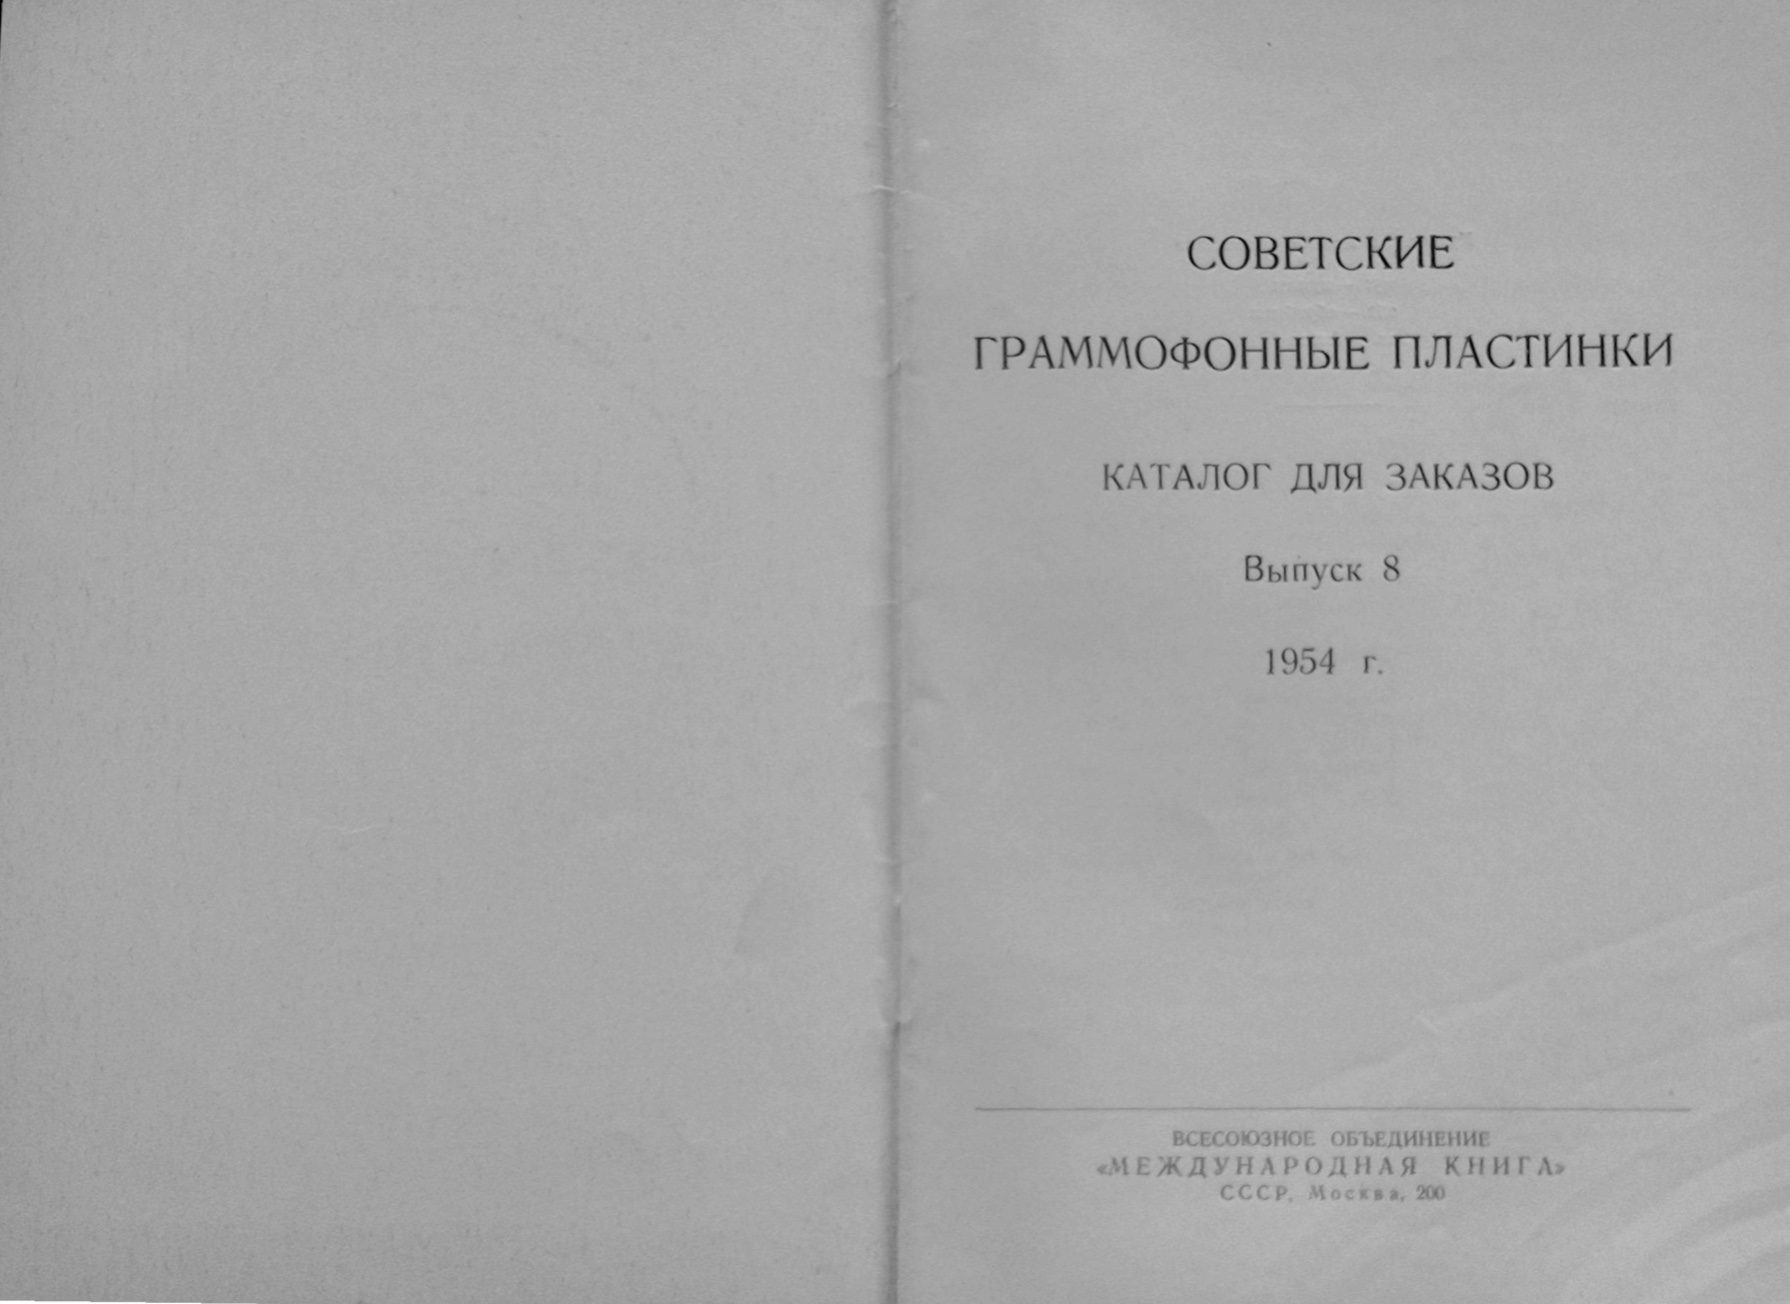 СОВЕТСКИЕ
ГРАММОФОННЫЕ ПЛАСТИНКИ
КАТАЛОГ ДЛЯ ЗАКАЗОВ
Выпуск 8
1954 г.
ВСЕСОЮЗНОЕ ОБЪЕДИНЕНИЕ
«МЕЖДУНАРОДНАЯ КНИГА»
СССР, Москва, 200